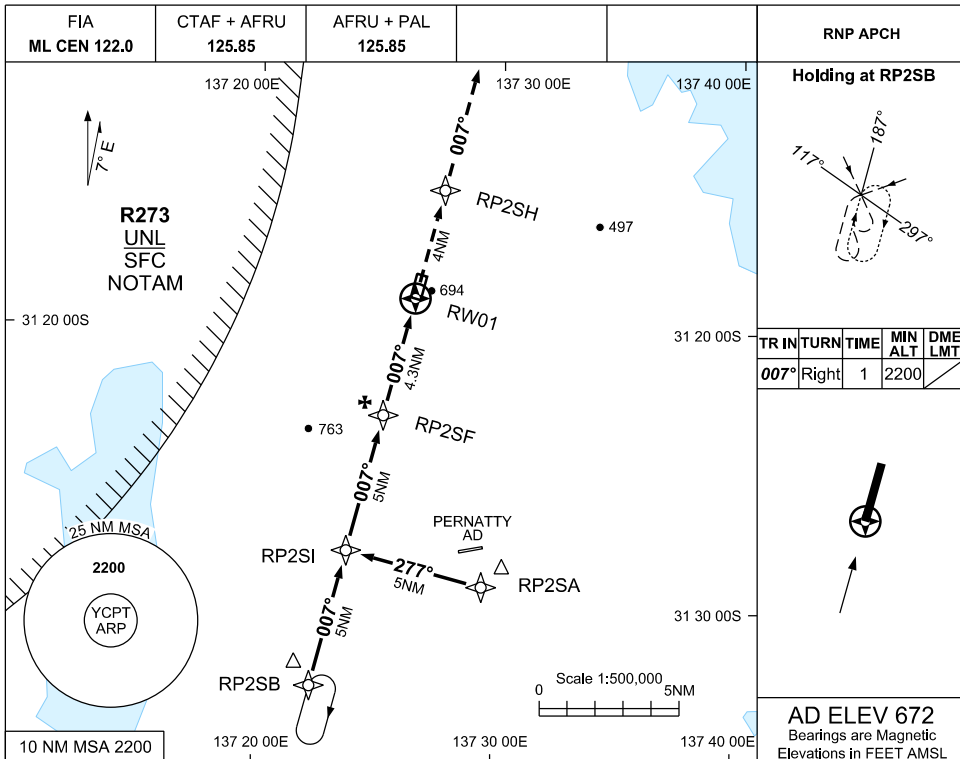 FIA
ML CEN 122.0
CTAF + AFRU
125.85
AFRU + PAL
125.85
RNP APCH
137 20 00E
137 30 00E
137 40 00E
Holding at RP2SB
187°
117°
297°
7° E
007°
RP2SH
R273
UNL
SFC
NOTAM
497
4NM
694
RW01
31 20 00S
31 20 00S
TR IN TURN TIME MIN ALT DME LMT
007° Right 1 2200
007°
4.3NM
RP2SF
763
007°
5NM
25 NM MSA
2200
YCPT
ARP
PERNATTY
AD
RP2SI
277°
5NM
RP2SA
007°
5NM
31 30 00S
RP2SB
Scale 1:500,000
0 5NM
10 NM MSA 2200
137 20 00E
137 30 00E
137 40 00E
AD ELEV 672
Bearings are Magnetic
Elevations in FEET AMSL